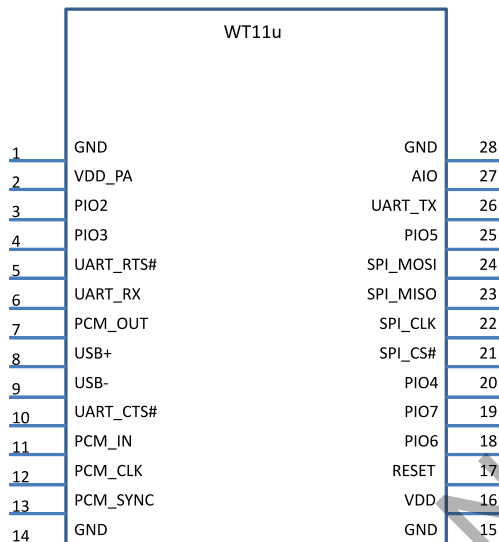 WT11u
1 GND GND 28
2 VDD_PA AIO 27
3 PIO2 UART_TX 26
4 PIO3 PIO5 25
5 UART_RTS# SPI_MOSI 24
6 UART_RX SPI_MISO 23
7 PCM_OUT SPI_CLK 22
8 USB+ SPI_CS# 21
9 USB- PIO4 20
10 UART_CTS# PIO7 19
11 PCM_IN PIO6 18
12 PCM_CLK RESET 17
13 PCM_SYNC VDD 16
14 GND GND 15